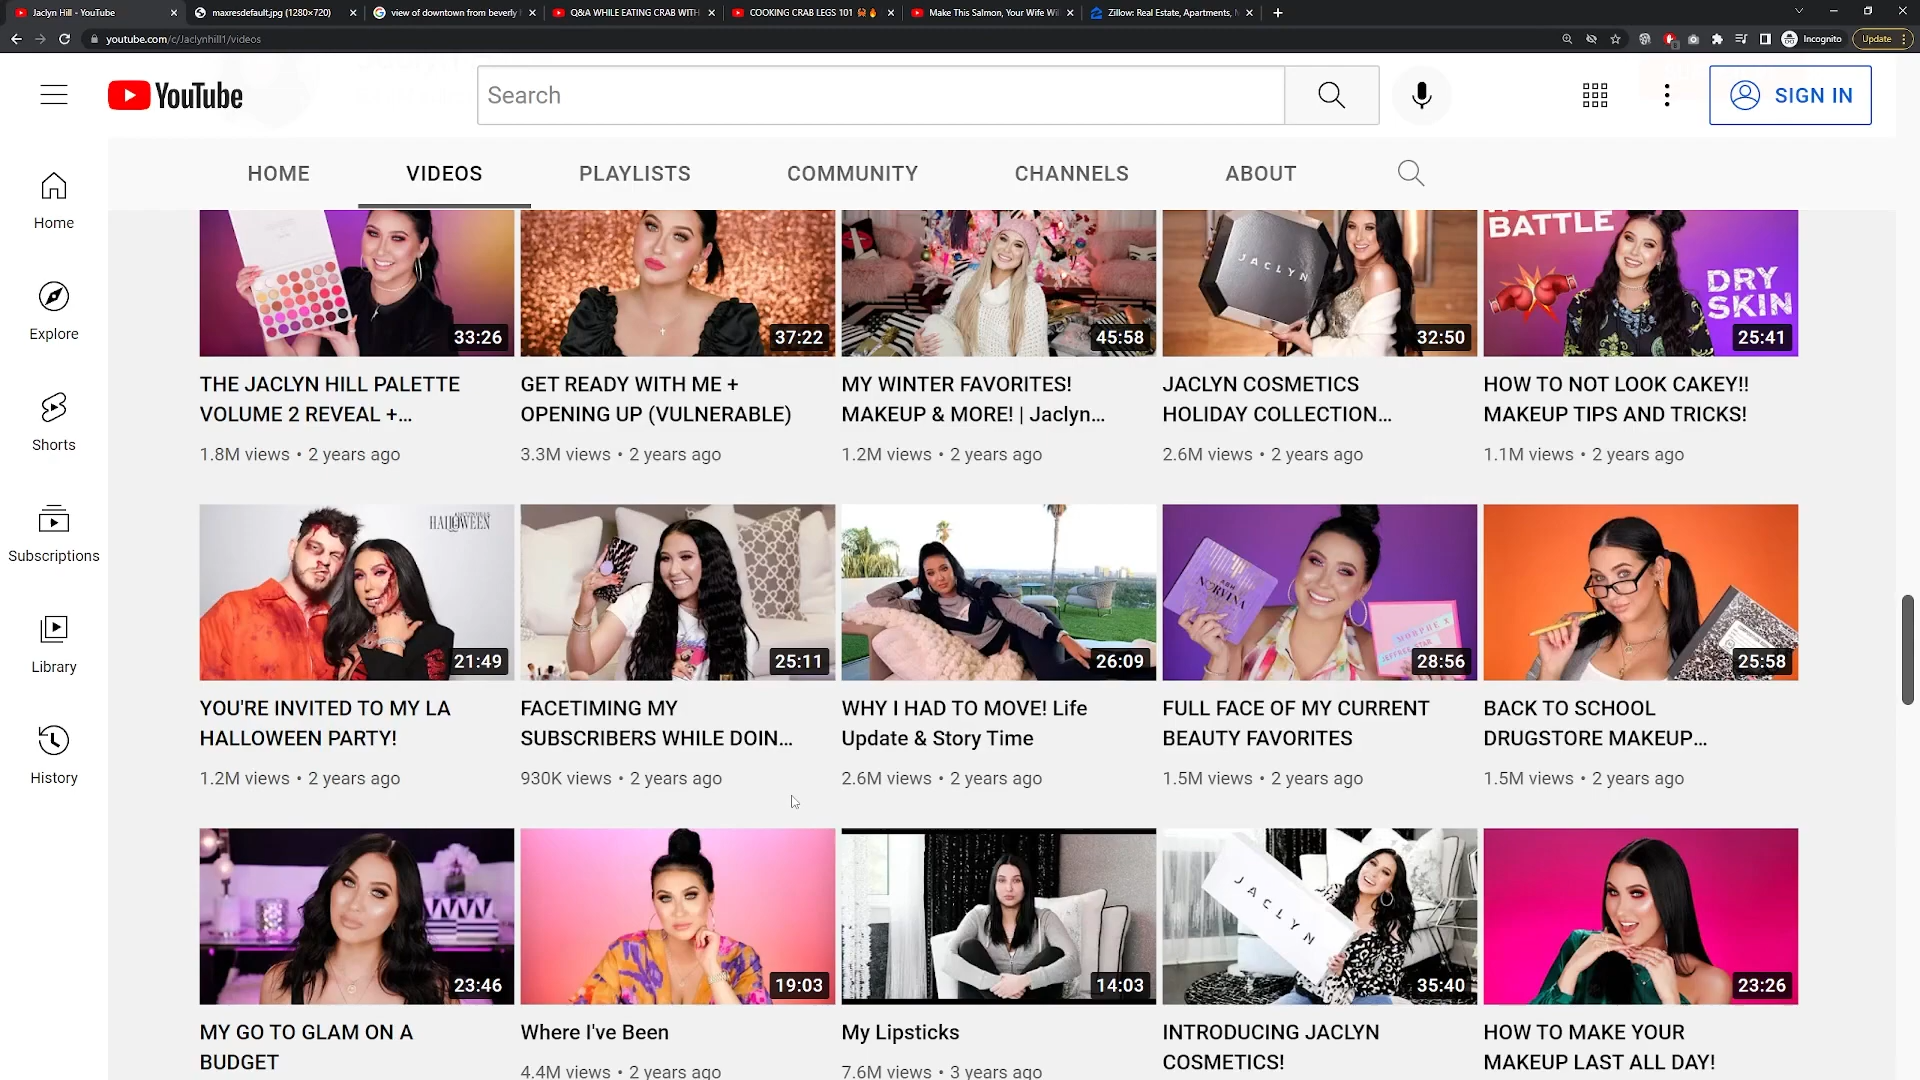 Jaclyn Hill - YouTube
maxresdefault.jpg (1280×720)
view of downtown from beverly
Q&A WHILE EATING CRAB WITH
COOKING CRAB LEGS 101
Make This Salmon, Your Wife Wi
Zillow: Real Estate, Apartments,
youtube.com/c/Jaclynhill1/videos
Incognito
Update
YouTube
Search
SIGN IN
HOME
VIDEOS
PLAYLISTS
COMMUNITY
CHANNELS
ABOUT
Home
Explore
Shorts
Subscriptions
Library
History
33:26
37:22
45:58
JACLYN
32:50
BATTLE
DRY
SKIN
25:41
THE JACLYN HILL PALETTE
VOLUME 2 REVEAL +...
1.8M views • 2 years ago
GET READY WITH ME +
OPENING UP (VULNERABLE)
3.3M views • 2 years ago
MY WINTER FAVORITES!
MAKEUP & MORE! | Jaclyn...
1.2M views • 2 years ago
JACLYN COSMETICS
HOLIDAY COLLECTION...
2.6M views • 2 years ago
HOW TO NOT LOOK CAKEY!!
MAKEUP TIPS AND TRICKS!
1.1M views • 2 years ago
HALLOWEEN
21:49
25:11
26:09
NORVINA
MORPHE X
JEFFREE STAR
28:56
25:58
YOU'RE INVITED TO MY LA
HALLOWEEN PARTY!
1.2M views • 2 years ago
FACETIMING MY
SUBSCRIBERS WHILE DOIN...
930K views • 2 years ago
WHY I HAD TO MOVE! Life
Update & Story Time
2.6M views • 2 years ago
FULL FACE OF MY CURRENT
BEAUTY FAVORITES
1.5M views • 2 years ago
BACK TO SCHOOL
DRUGSTORE MAKEUP...
1.5M views • 2 years ago
23:46
19:03
14:03
JACLYN
35:40
23:26
MY GO TO GLAM ON A
BUDGET
Where I've Been
4.4M views • 2 years ago
My Lipsticks
7.6M views • 3 years ago
INTRODUCING JACLYN
COSMETICS!
HOW TO MAKE YOUR
MAKEUP LAST ALL DAY!